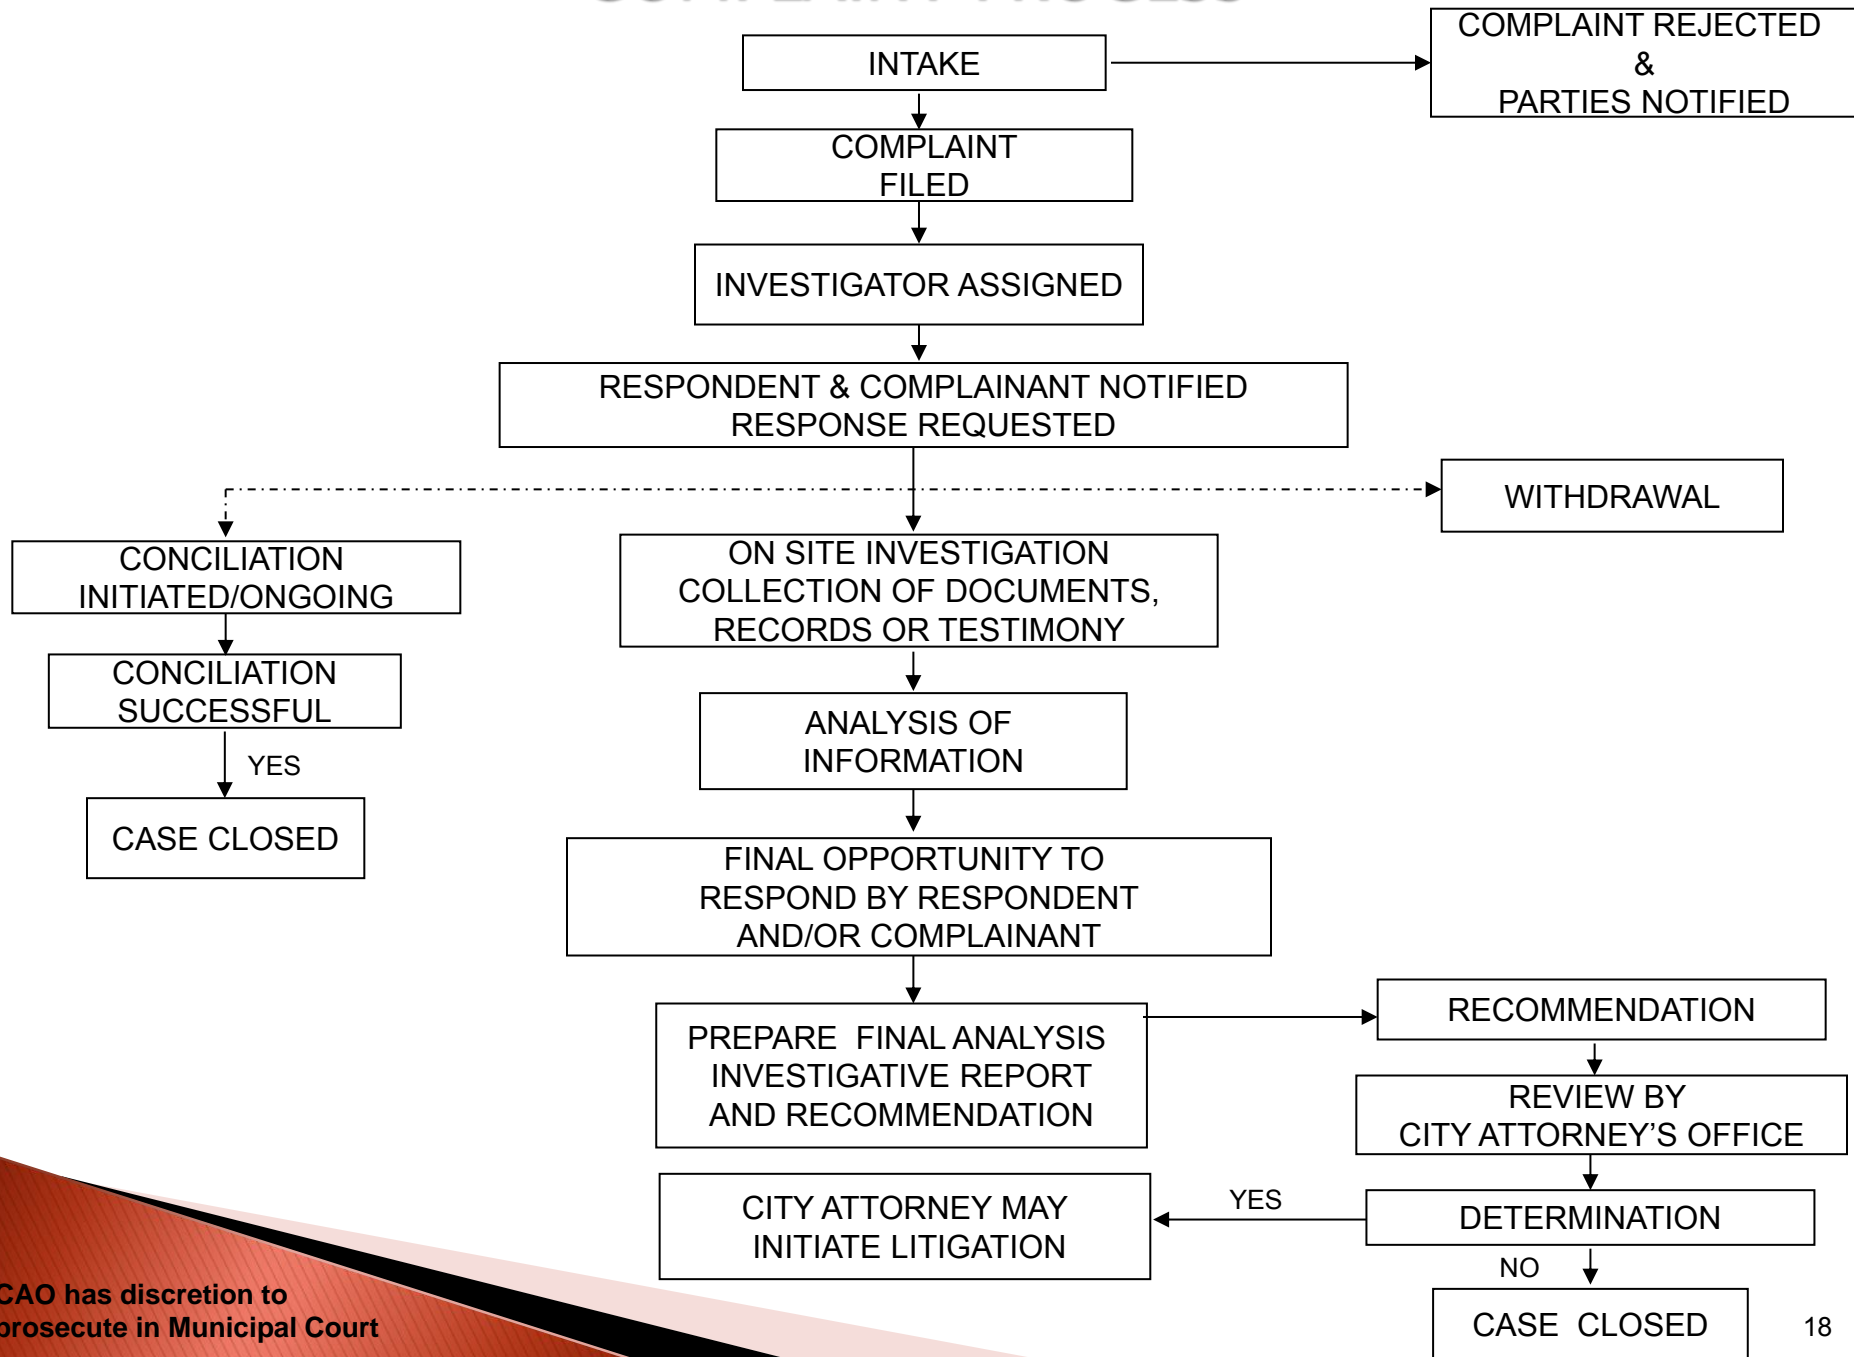 INTAKE
COMPLAINT REJECTED
&
PARTIES NOTIFIED
COMPLAINT
FILED
INVESTIGATOR ASSIGNED
RESPONDENT & COMPLAINANT NOTIFIED
RESPONSE REQUESTED
WITHDRAWAL
CONCILIATION
INITIATED/ONGOING
ON SITE INVESTIGATION
COLLECTION OF DOCUMENTS,
RECORDS OR TESTIMONY
CONCILIATION
SUCCESSFUL
YES
CASE CLOSED
ANALYSIS OF
INFORMATION
FINAL OPPORTUNITY TO
RESPOND BY RESPONDENT
AND/OR COMPLAINANT
PREPARE FINAL ANALYSIS
INVESTIGATIVE REPORT
AND RECOMMENDATION
RECOMMENDATION
REVIEW BY
CITY ATTORNEY’S OFFICE
DETERMINATION
YES
CITY ATTORNEY MAY
INITIATE LITIGATION
NO
CASE CLOSED
CAO has discretion to
prosecute in Municipal Court
18